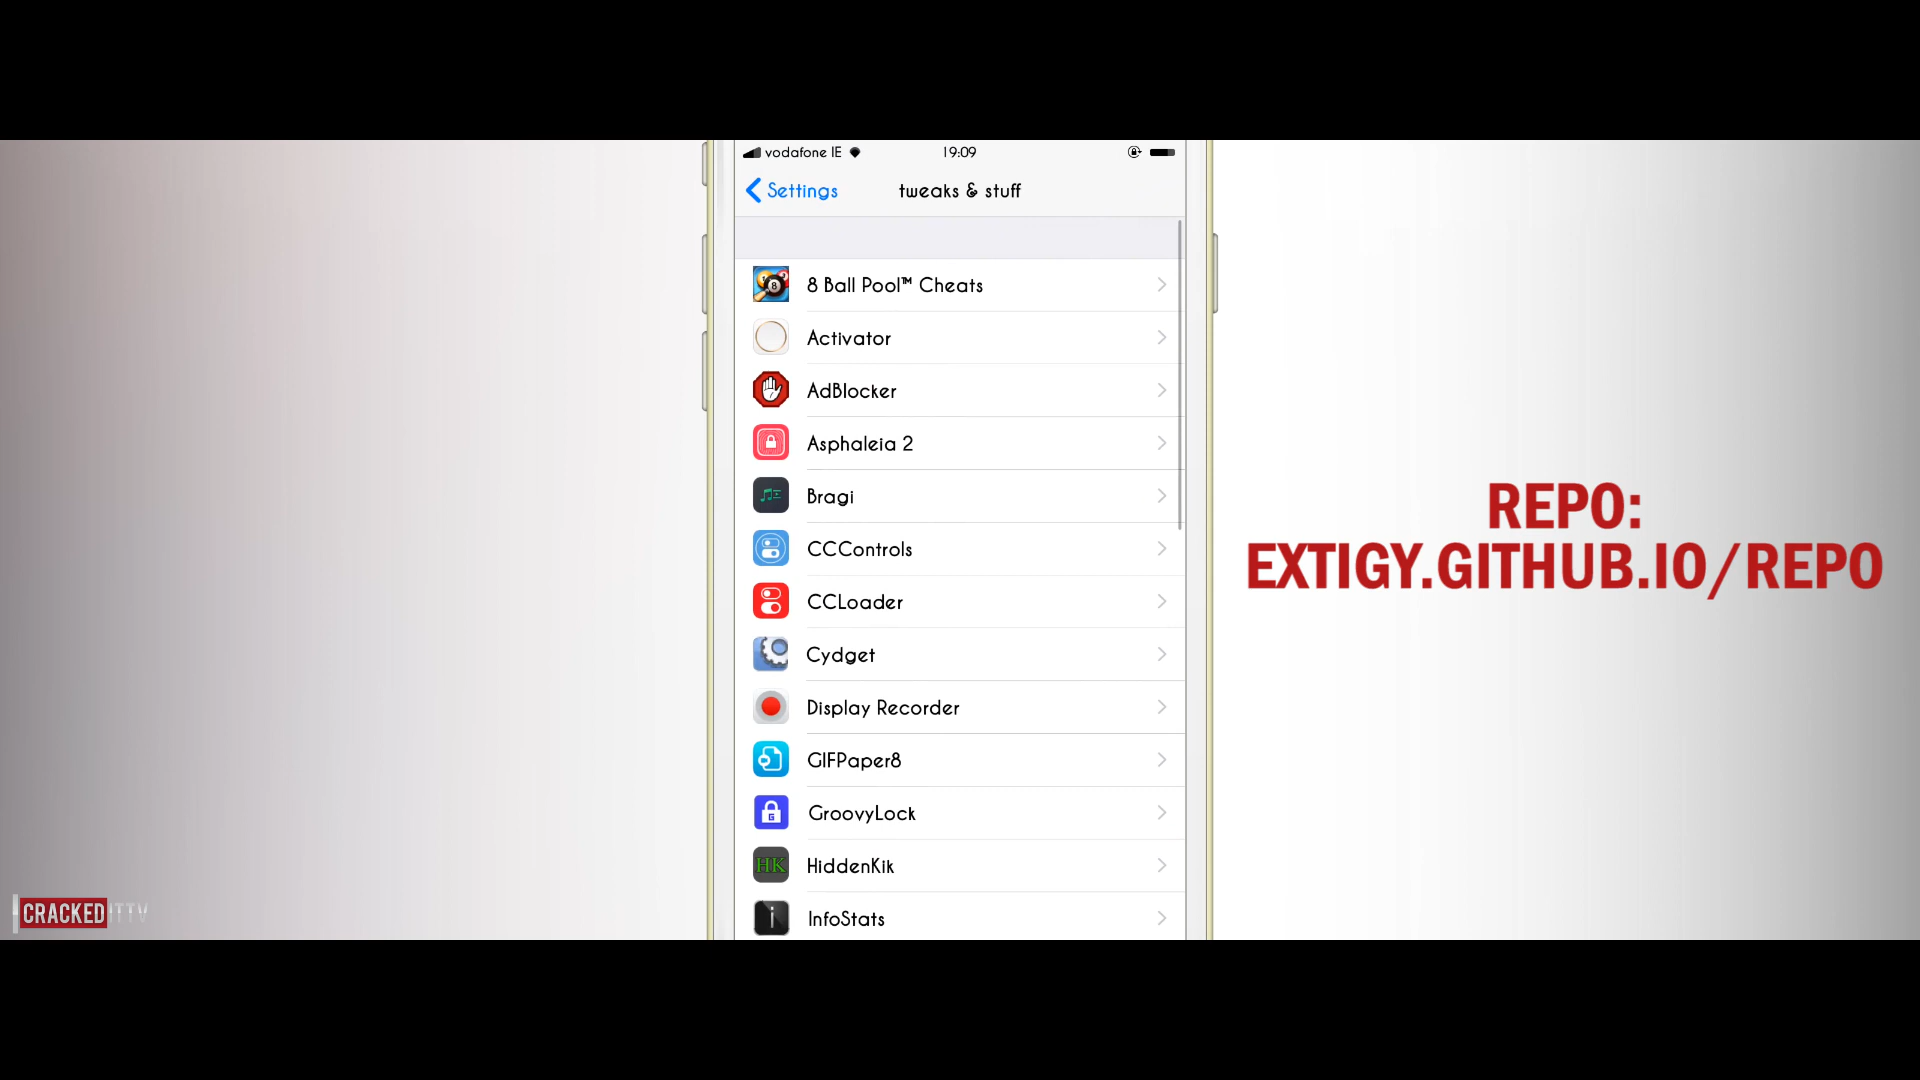 vodafone IE
19:09
Settings
tweaks & stuff
8 Ball Pool™ Cheats
Activator
AdBlocker
Asphaleia 2
Bragi
CCControls
CCLoader
Cydget
Display Recorder
GIFPaper8
G
GroovyLock
HK
HiddenKik
i
InfoStats
REPO:
EXTIGY.GITHUB.IO/REPO
CRACKEDITTV